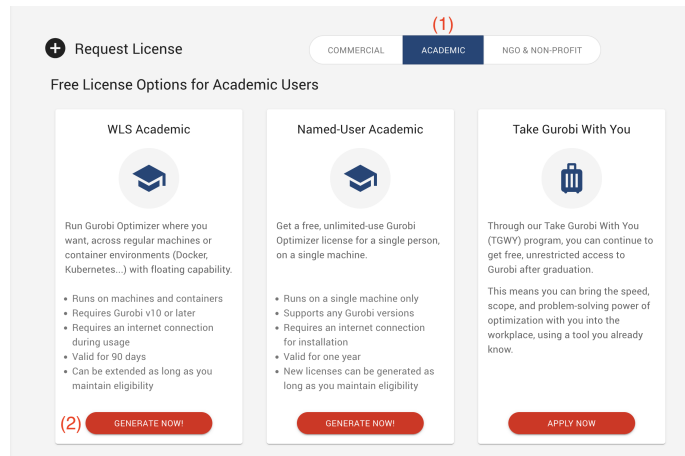 (1)
Request License
COMMERCIAL
ACADEMIC
NGO & NON-PROFIT
Free License Options for Academic Users
WLS Academic
Run Gurobi Optimizer where you
want, across regular machines or
container environments (Docker,
Kubernetes...) with floating capability.
• Runs on machines and containers
• Requires Gurobi v10 or later
• Requires an internet connection
during usage
• Valid for 90 days
• Can be extended as long as you
maintain eligibility
(2)
GENERATE NOW!
Named-User Academic
Get a free, unlimited-use Gurobi
Optimizer license for a single person,
on a single machine.
• Runs on a single machine only
• Supports any Gurobi versions
• Requires an internet connection
for installation
• Valid for one year
• New licenses can be generated as
long as you maintain eligibility
GENERATE NOW!
Take Gurobi With You
Through our Take Gurobi With You
(TGWY) program, you can continue to
get free, unrestricted access to
Gurobi after graduation.
This means you can bring the speed,
scope, and problem-solving power of
optimization with you into the
workplace, using a tool you already
know.
APPLY NOW